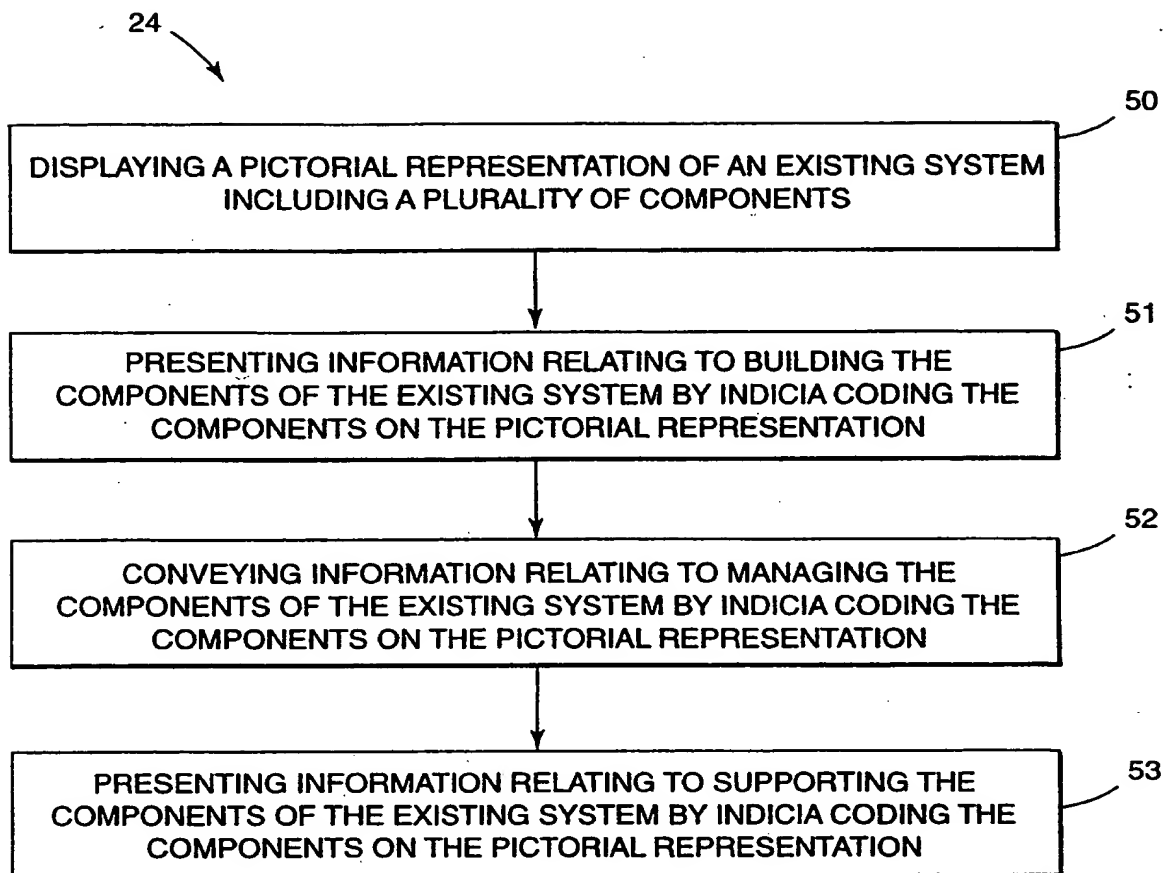 24
50
DISPLAYING A PICTORIAL REPRESENTATION OF AN EXISTING SYSTEM
INCLUDING A PLURALITY OF COMPONENTS
51
PRESENTING INFORMATION RELATING TO BUILDING THE
COMPONENTS OF THE EXISTING SYSTEM BY INDICIA CODING THE
COMPONENTS ON THE PICTORIAL REPRESENTATION
52
CONVEYING INFORMATION RELATING TO MANAGING THE
COMPONENTS OF THE EXISTING SYSTEM BY INDICIA CODING THE
COMPONENTS ON THE PICTORIAL REPRESENTATION
53
PRESENTING INFORMATION RELATING TO SUPPORTING THE
COMPONENTS OF THE EXISTING SYSTEM BY INDICIA CODING THE
COMPONENTS ON THE PICTORIAL REPRESENTATION